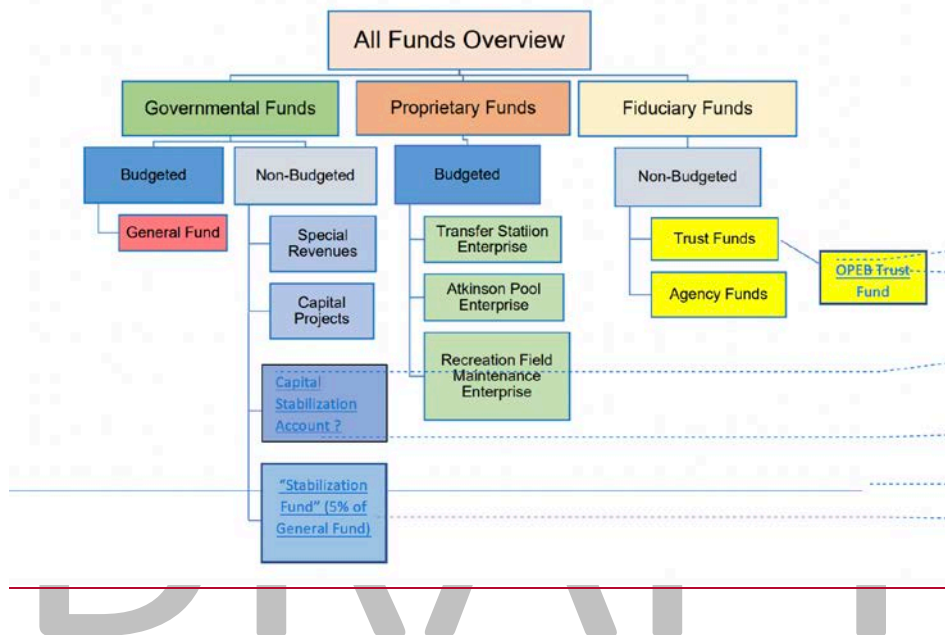 All Funds Overview
Governmental Funds
Proprietary Funds
Fiduciary Funds
Budgeted
Non-Budgeted
Budgeted
Non-Budgeted
General Fund
Special
Revenues
Capital
Projects
Capital
Stabilization
Account ?
"Stabilization
Fund" (5% of
General Fund)
Transfer Statiion
Enterprise
Atkinson Pool
Enterprise
Recreation Field
Maintenance
Enterprise
Trust Funds
Agency Funds
OPEB Trust
Fund
DRAFT